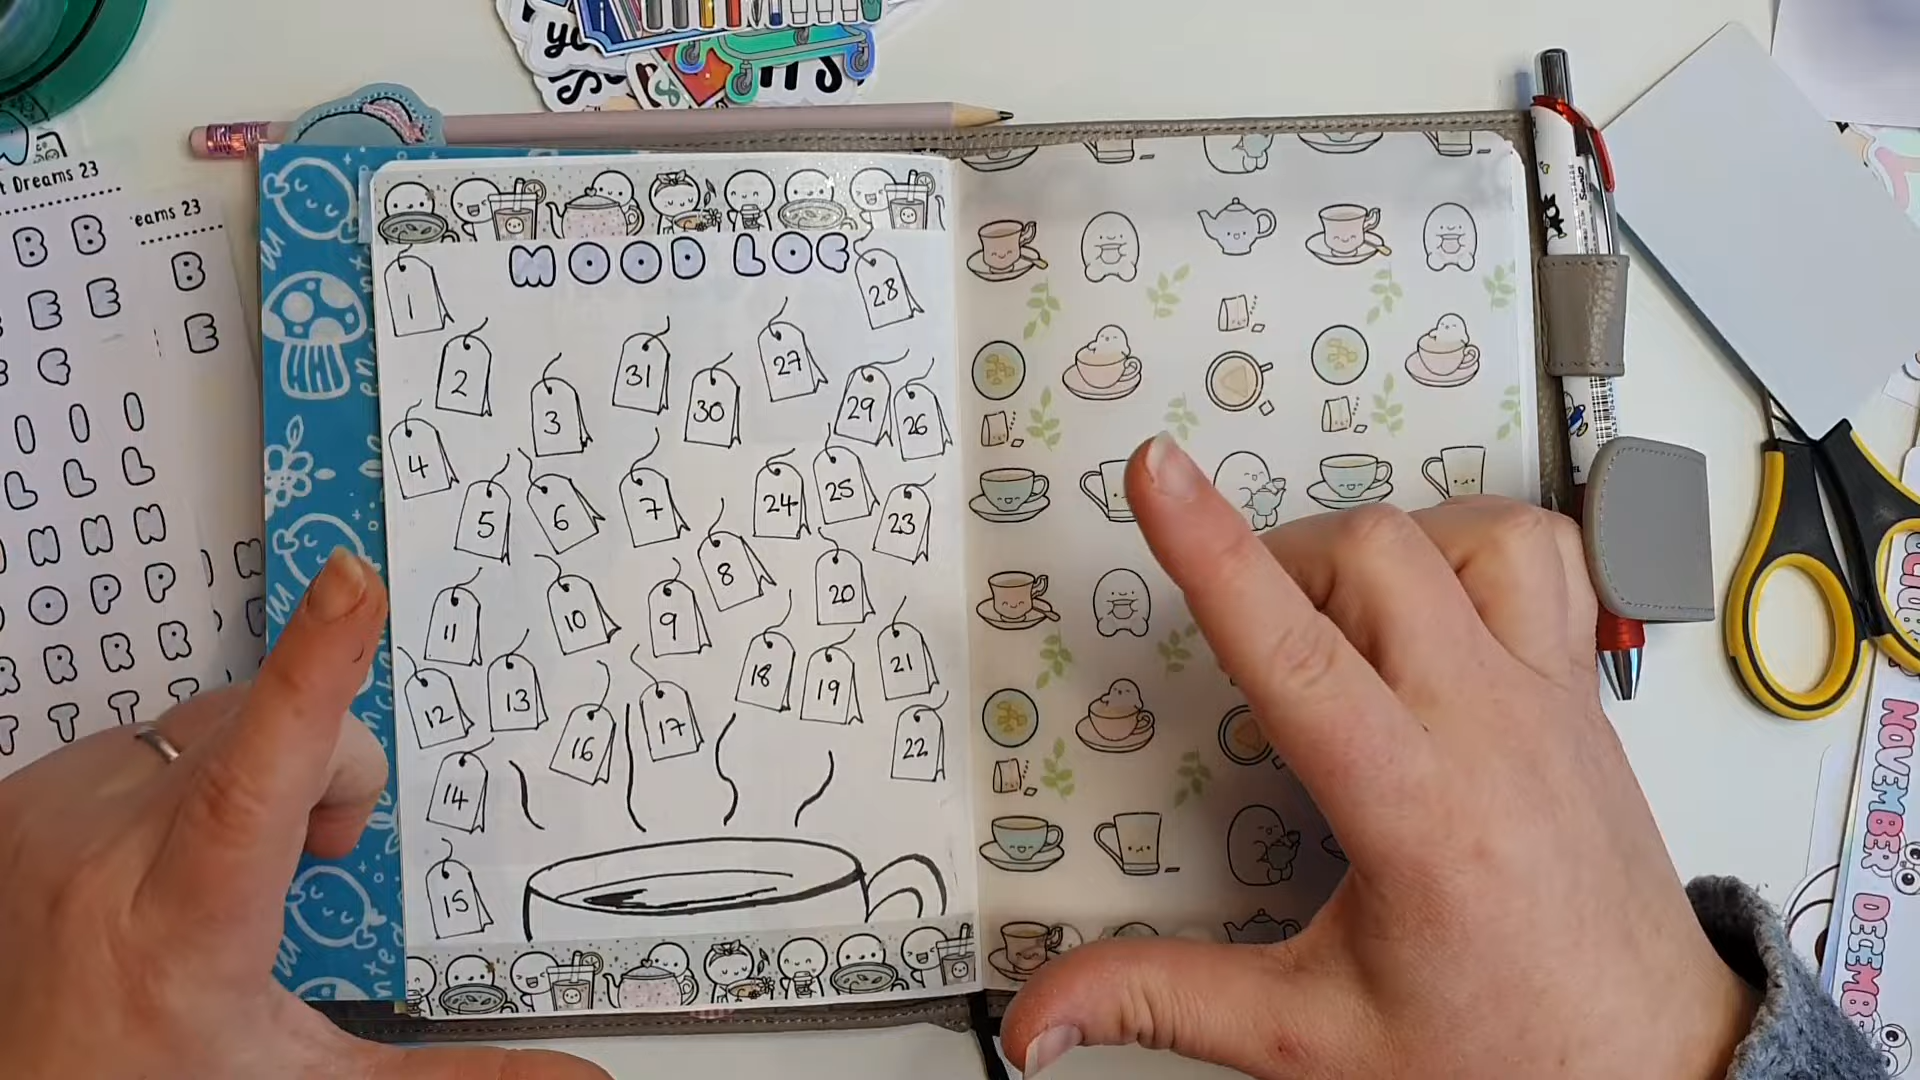 MOOD LOG
1
28
2
27
31
3
30
29
26
4
24
25
5
6
7
23
8
20
11
10
9
18
19
21
12
13
16
17
22
14
15
t Dreams 23
eams 23
B B
B
E E
E
G
I I I
L L L
N N N
N
O P P
R R R
T T T
NOVEMBER DECEMB